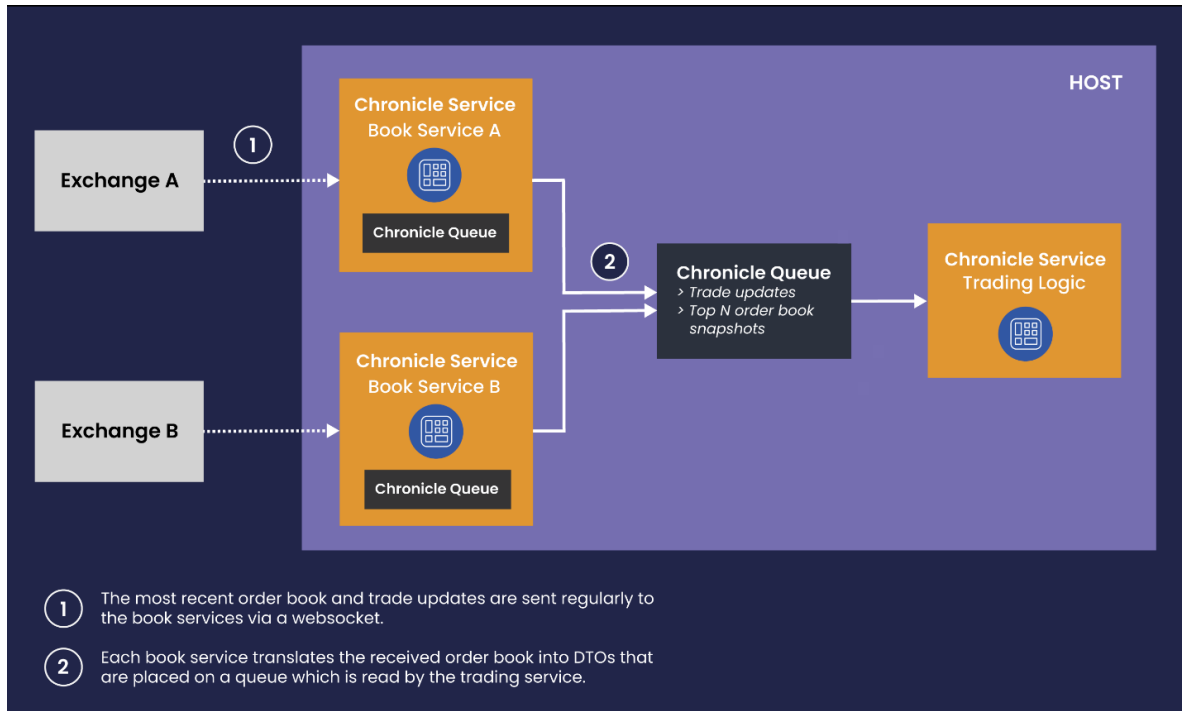 HOST
Exchange A
1
Chronicle Service
Book Service A
Chronicle Queue
2
Chronicle Queue
> Trade updates
> Top N order book
snapshots
Chronicle Service
Trading Logic
Exchange B
Chronicle Service
Book Service B
Chronicle Queue
1
The most recent order book and trade updates are sent regularly to
the book services via a websocket.
2
Each book service translates the received order book into DTOs that
are placed on a queue which is read by the trading service.